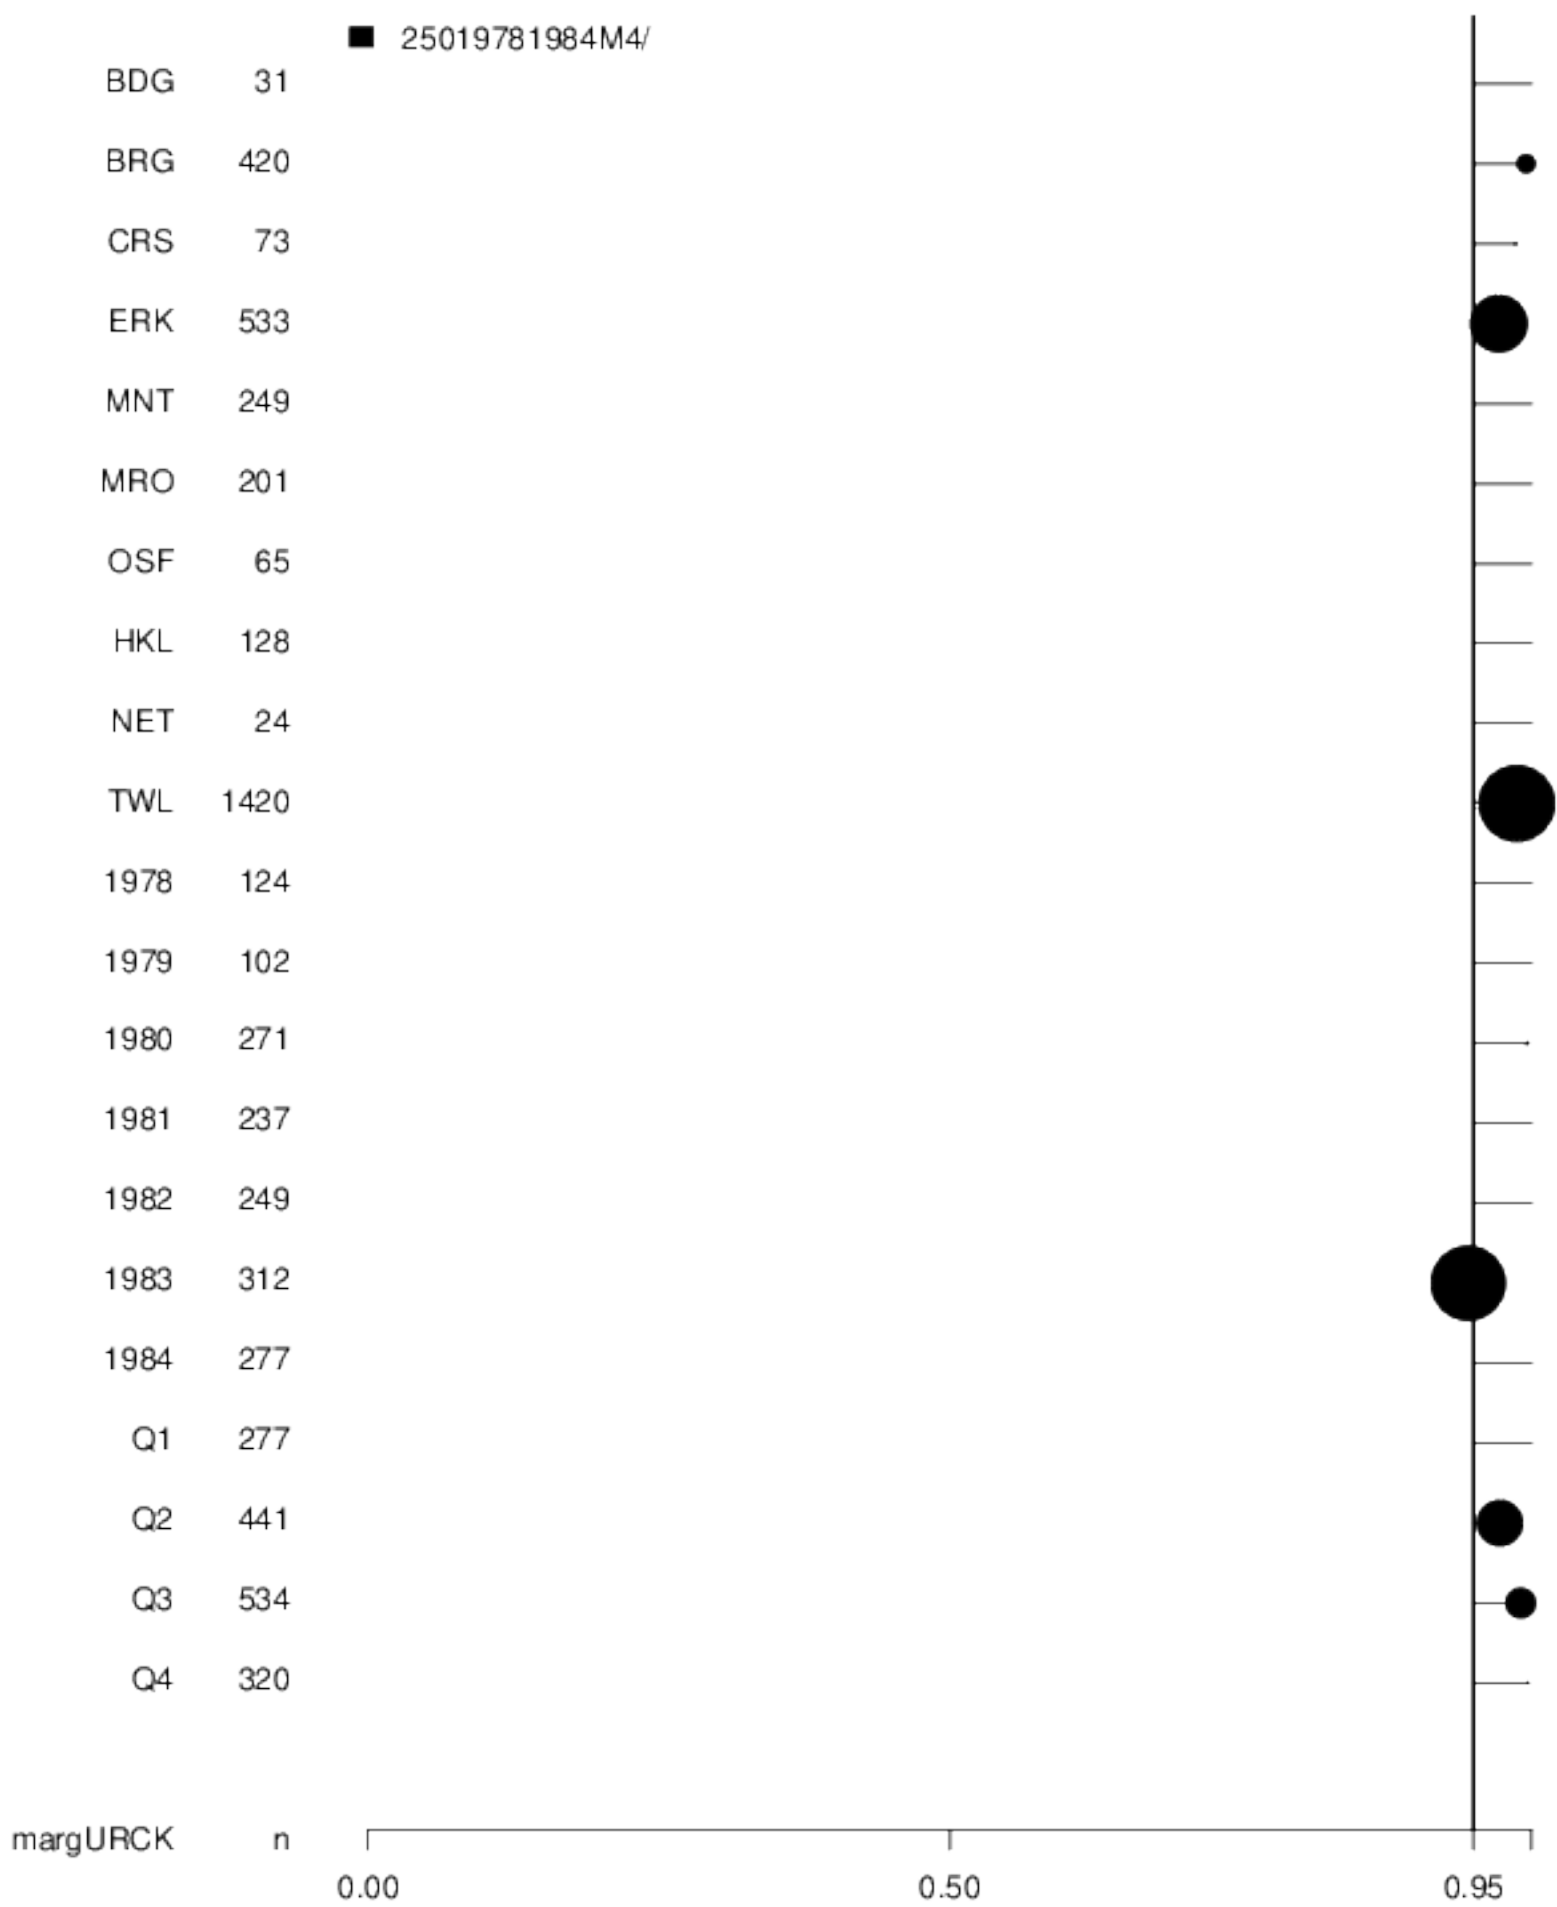 25019781984M4/
BDG 31
BRG 420
CRS 73
ERK 533
MNT 249
MRO 201
OSF 65
HKL 128
NET 24
TWL 1420
1978 124
1979 102
1980 271
1981 237
1982 249
1983 312
1984 277
Q1 277
Q2 441
Q3 534
Q4 320
margURCK n
0.00 0.50 0.95